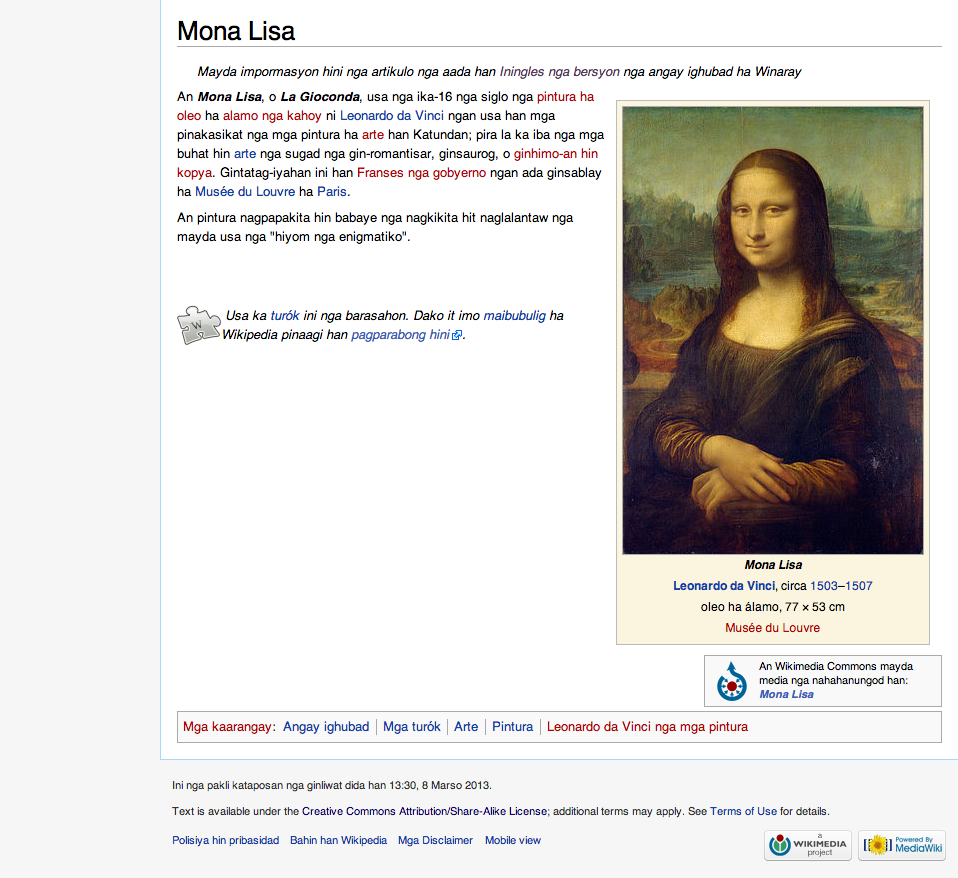 Mona Lisa
Mayda impormasyon hini nga artikulo nga aada han Iningles nga bersyon nga angay ighubad ha Winaray
An Mona Lisa, o La Gioconda, usa nga ika-16 nga siglo nga pintura ha
oleo ha alamo nga kahoy ni Leonardo da Vinci ngan usa han mga
pinakasikat nga mga pintura ha arte han Katundan; pira la ka iba nga mga
buhat hin arte nga sugad nga gin-romantisar, ginsaurog, o ginhimo-an hin
kopya. Gintatag-iyahan ini han Franses nga gobyerno ngan ada ginsablay
ha Musée du Louvre ha Paris.
An pintura nagpapakita hin babaye nga nagkikita hit naglalantaw nga
mayda usa nga "hiyom nga enigmatiko".
W
Usa ka turók ini nga barasahon. Dako it imo maibubulig ha
Wikipedia pinaagi han pagparabong hini.
Mona Lisa
Leonardo da Vinci, circa 1503–1507
oleo ha álamo, 77 × 53 cm
Musée du Louvre
An Wikimedia Commons mayda
media nga nahahanungod han:
Mona Lisa
Mga kaarangay: Angay ighubad | Mga turók | Arte | Pintura | Leonardo da Vinci nga mga pintura
Ini nga pakli kataposan nga ginliwat dida han 13:30, 8 Marso 2013.
Text is available under the Creative Commons Attribution/Share-Alike License; additional terms may apply. See Terms of Use for details.
Polisiya hin pribasidad Bahin han Wikipedia Mga Disclaimer Mobile view
a
WIKIMEDIA
project
Powered By
MediaWiki